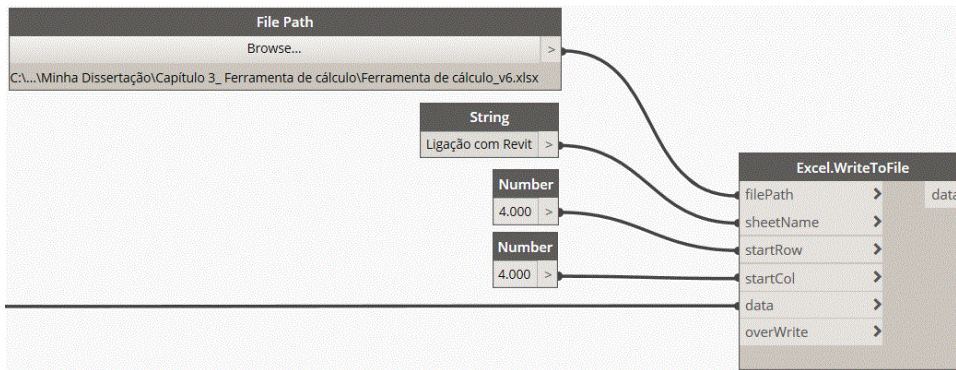 File Path
Browse...
>
C:\...\Minha Dissertação\Capítulo 3_ Ferramenta de cálculo\Ferramenta de cálculo_v6.xlsx
String
Ligação com Revit >
Number
4.000 >
Number
4.000 >
Excel.WriteToFile
filePath > data
sheetName >
startRow >
startCol >
data >
overWrite >